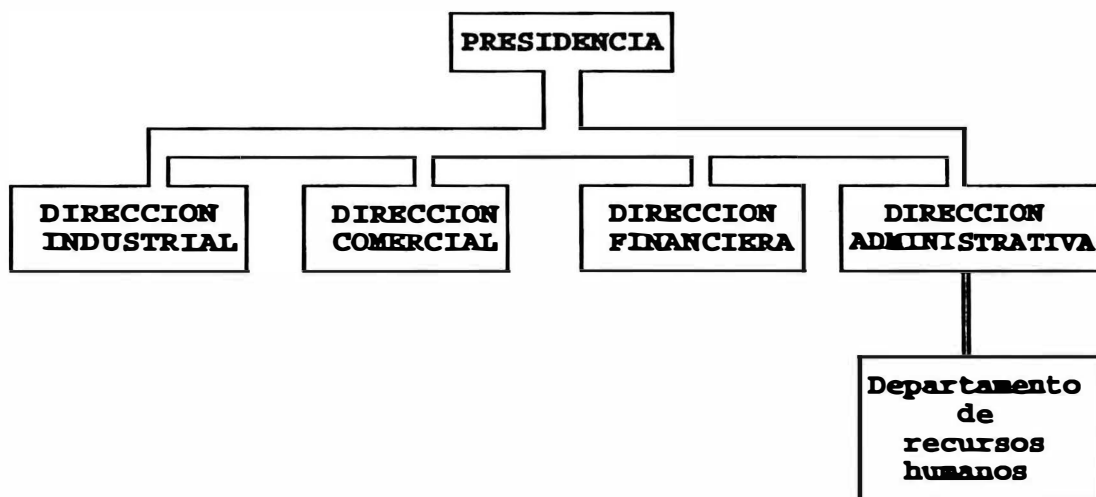 PRESIDENCIA
DIRECCION
INDUSTRIAL
DIRECCION
COMERCIAL
DIRECCION
FINANCIERA
DIRECCION
ADMINISTRATIVA
Departamento
de
recursos
humanos